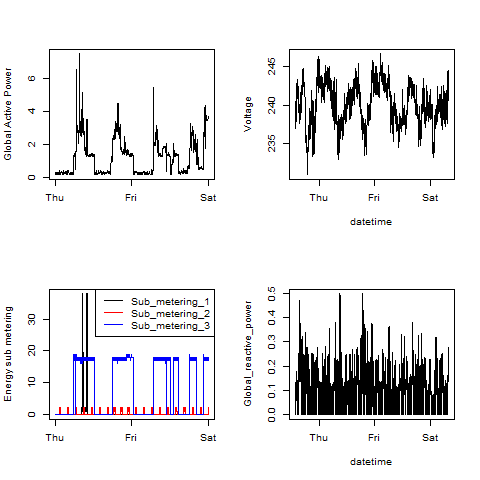 Global Active Power
0 2 4 6
Thu Fri Sat
Voltage
235 240 245
Thu Fri Sat
datetime
Energy sub metering
0 10 20 30
Sub_metering_1
Sub_metering_2
Sub_metering_3
Thu Fri Sat
Global_reactive_power
0.0 0.1 0.2 0.3 0.4 0.5
Thu Fri Sat
datetime